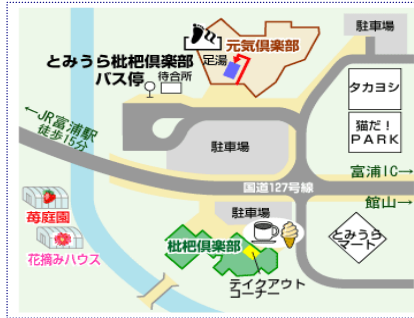 駐車場
元気倶楽部
足湯
とみうら枇杷倶楽部
バス停
待合所
タカヨシ
猫だ！
PARK
←JR富浦駅
徒歩15分
駐車場
富浦IC→
国道127号線
館山→
駐車場
苺庭園
枇杷倶楽部
とみうら
マート
花摘みハウス
テイクアウト
コーナー